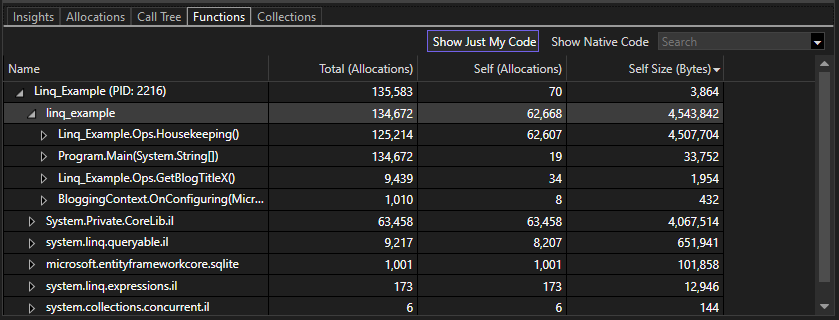 Insights Allocations Call Tree Functions Collections
Show Just My Code Show Native Code Search
Name Total (Allocations) Self (Allocations) Self Size (Bytes)
Linq_Example (PID: 2216) 135,583 70 3,864
linq_example 134,672 62,668 4,543,842
Linq_Example.Ops.Housekeeping() 125,214 62,607 4,507,704
Program.Main(System.String[]) 134,672 19 33,752
Linq_Example.Ops.GetBlogTitleX() 9,439 34 1,954
BloggingContext.OnConfiguring(Micr... 1,010 8 432
System.Private.CoreLib.il 63,458 63,458 4,067,514
system.linq.queryable.il 9,217 8,207 651,941
microsoft.entityframeworkcore.sqlite 1,001 1,001 101,858
system.linq.expressions.il 173 173 12,946
system.collections.concurrent.il 6 6 144